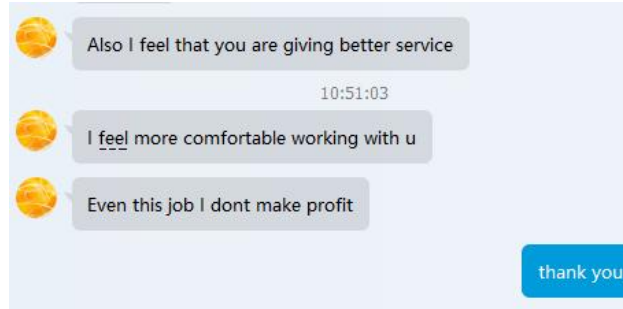 Also I feel that you are giving better service
10:51:03
I feel more comfortable working with u
Even this job I dont make profit
thank you